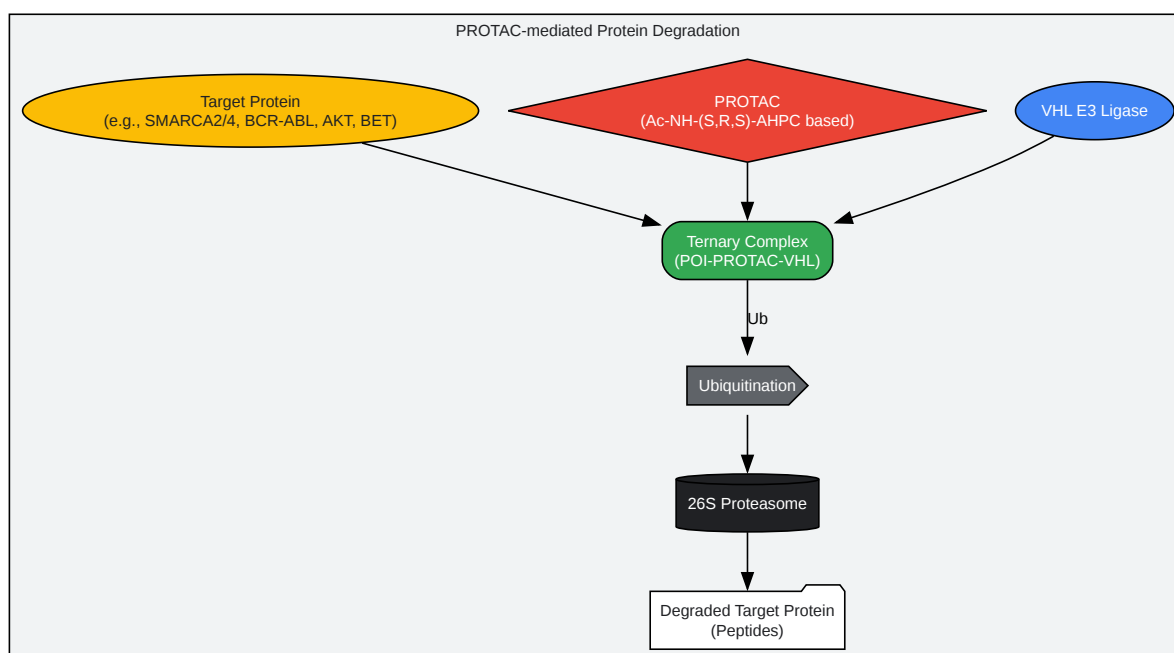 PROTAC-mediated Protein Degradation
Target Protein
(e.g., SMARCA2/4, BCR-ABL, AKT, BET)
PROTAC
(Ac-NH-(S,R,S)-AHPC based)
VHL E3 Ligase
Ternary Complex
(POI-PROTAC-VHL)
Ub
Ubiquitination
26S Proteasome
Degraded Target Protein
(Peptides)